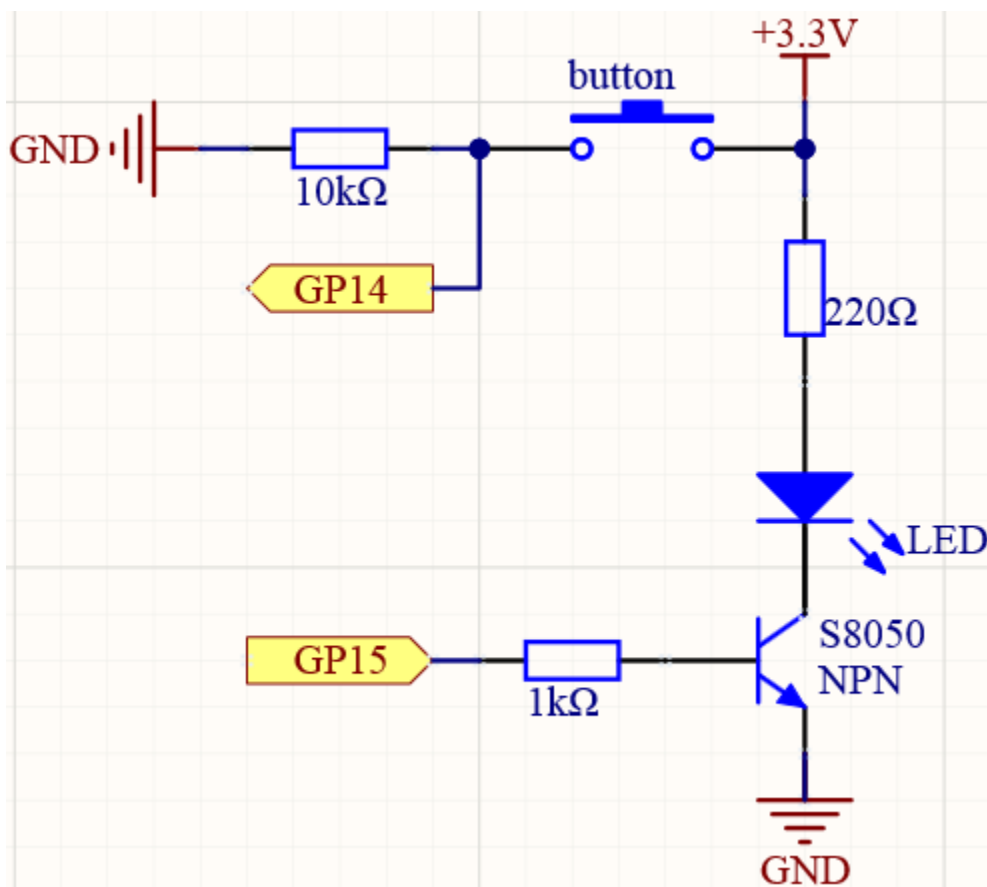 +3.3V
button
GND
10kΩ
GP14
220Ω
LED
S8050
NPN
GP15
1kΩ
GND